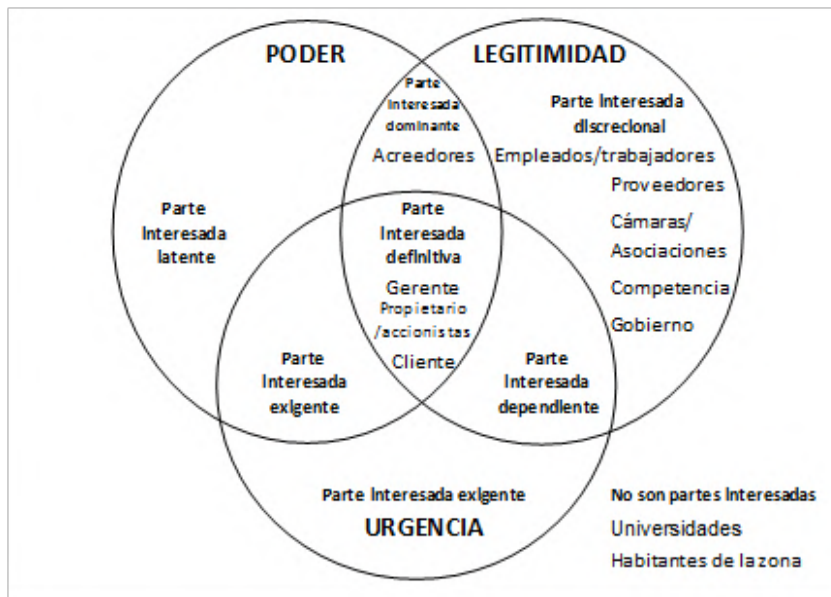 PODER
LEGITIMIDAD
Parte
Interesada
dominante
Acreedores
Parte Interesada
discrecional
Empleados/trabajadores
Proveedores
Cámaras/
Asociaciones
Competencia
Gobierno
Parte
Interesada
latente
Parte
Interesada
definitiva
Gerente
Propietario
/accionistas
Cliente
Parte
Interesada
exigente
Parte
Interesada
dependiente
Parte Interesada exigente
URGENCIA
No son partes Interesadas
Universidades
Habitantes de la zona